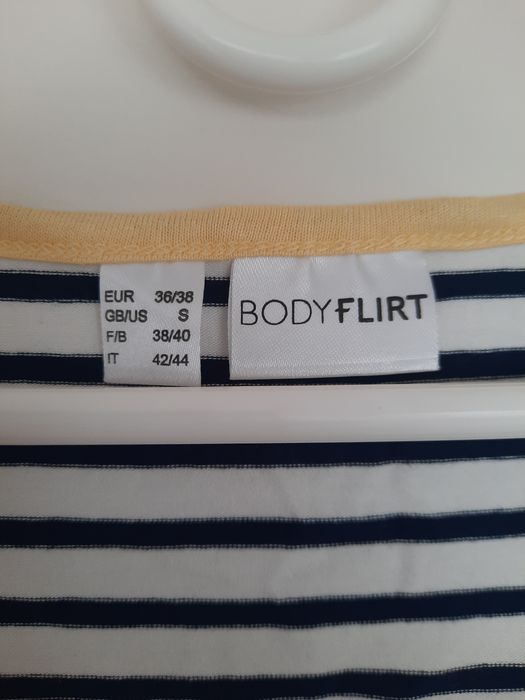 EUR 36/38
GB/US S
F/B 38/40
IT 42/44
BODYFLIRT